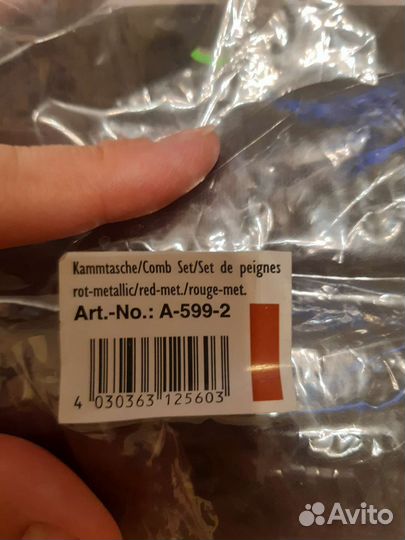 Kammtasche/Comb Set/Set de peignes
rot-metallic/red-met./rouge-met.
Art.-No.: A-599-2
4 030363 125603
Avito